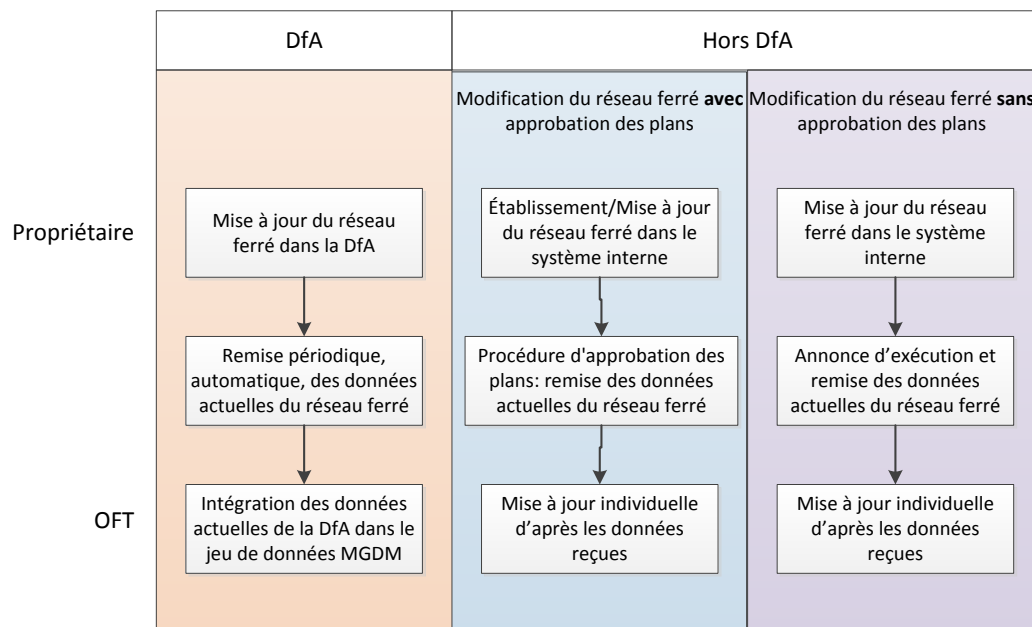 DfA
Hors DfA
Modification du réseau ferré avec
approbation des plans
Modification du réseau ferré sans
approbation des plans
Propriétaire
Mise à jour du réseau
ferré dans la DfA
Établissement/Mise à jour
du réseau ferré dans le
système interne
Mise à jour du réseau
ferré dans le système
interne
Remise périodique,
automatique, des données
actuelles du réseau ferré
Procédure d'approbation des
plans: remise des données
actuelles du réseau ferré
Annonce d’exécution et
remise des données
actuelles du réseau ferré
OFT
Intégration des données
actuelles de la DfA dans le
jeu de données MGDM
Mise à jour individuelle
d’après les données
reçues
Mise à jour individuelle
d’après les données
reçues